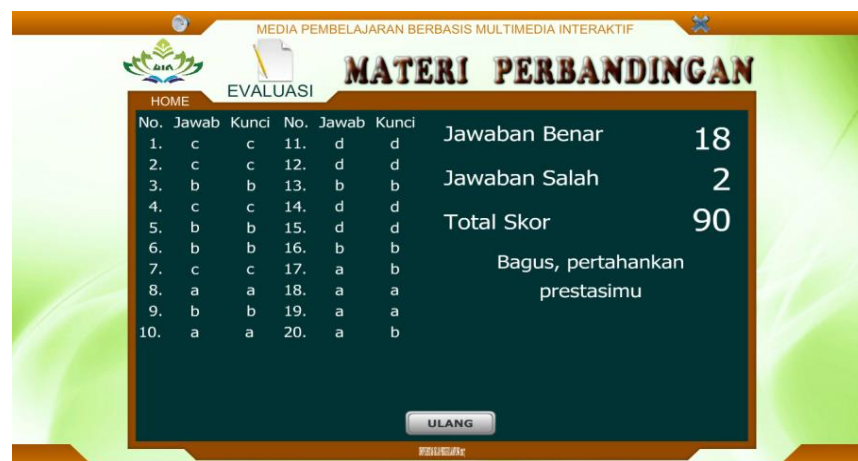 MEDIA PEMBELAJARAN BERBASIS MULTIMEDIA INTERAKTIF
EVALUASI
MATERI PERBANDINGAN
HOME
No. Jawab Kunci No. Jawab Kunci
1. c c 11. d d
2. c c 12. d d
3. b b 13. b b
4. c c 14. d d
5. b b 15. d d
6. b b 16. b b
7. c c 17. a b
8. a a 18. a a
9. b b 19. a a
10. a a 20. a b
Jawaban Benar 18
Jawaban Salah 2
Total Skor 90
Bagus, pertahankan
prestasimu
ULANG